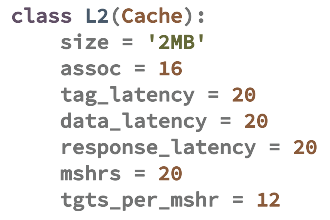 class L2(Cache):
    size = '2MB'
    assoc = 16
    tag_latency = 20
    data_latency = 20
    response_latency = 20
    mshrs = 20
    tgts_per_mshr = 12